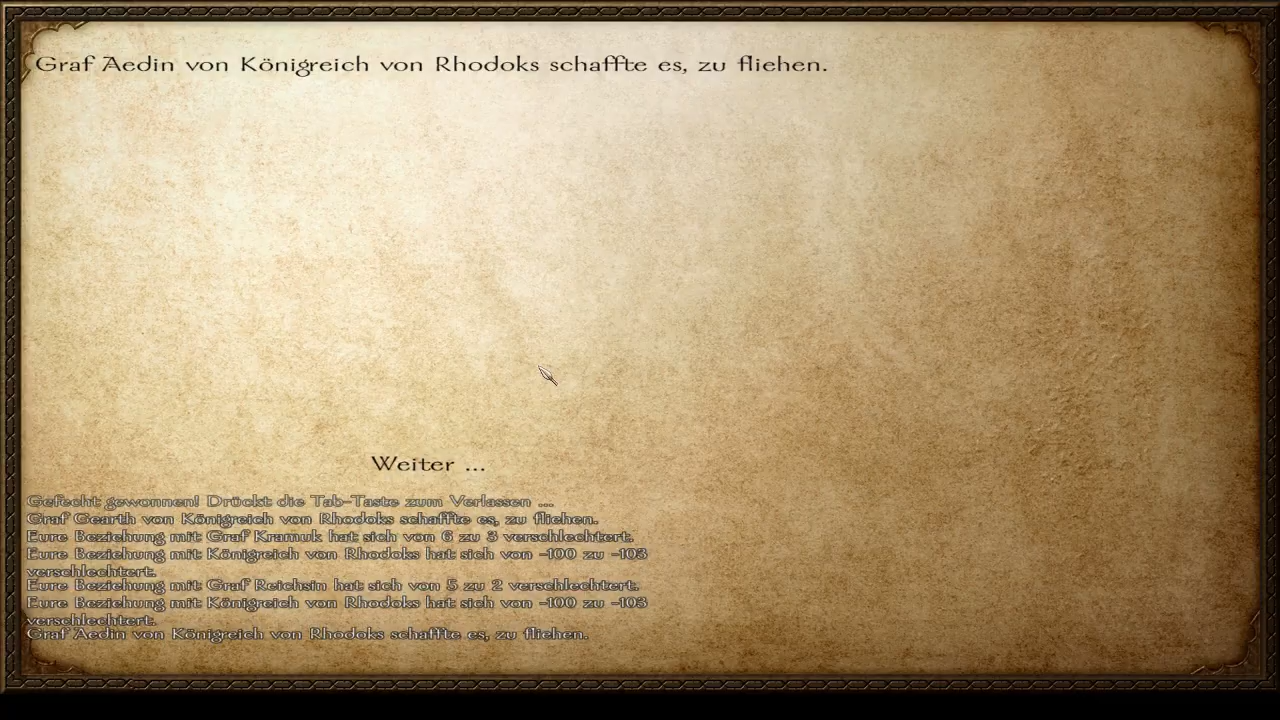 Graf Aedin von Königreich von Rhodoks schaffte es, zu fliehen.
Weiter ...
Gefecht gewonnen! Drückt die Tab-Taste zum Verlassen ...
Graf Gearth von Königreich von Rhodoks schaffte es, zu fliehen.
Eure Beziehung mit Graf Kramuk hat sich von 6 zu 3 verschlechtert.
Eure Beziehung mit Königreich von Rhodoks hat sich von -100 zu -103
verschlechtert.
Eure Beziehung mit Graf Reichsin hat sich von 5 zu 2 verschlechtert.
Eure Beziehung mit Königreich von Rhodoks hat sich von -100 zu -103
verschlechtert.
Graf Aedin von Königreich von Rhodoks schaffte es, zu fliehen.